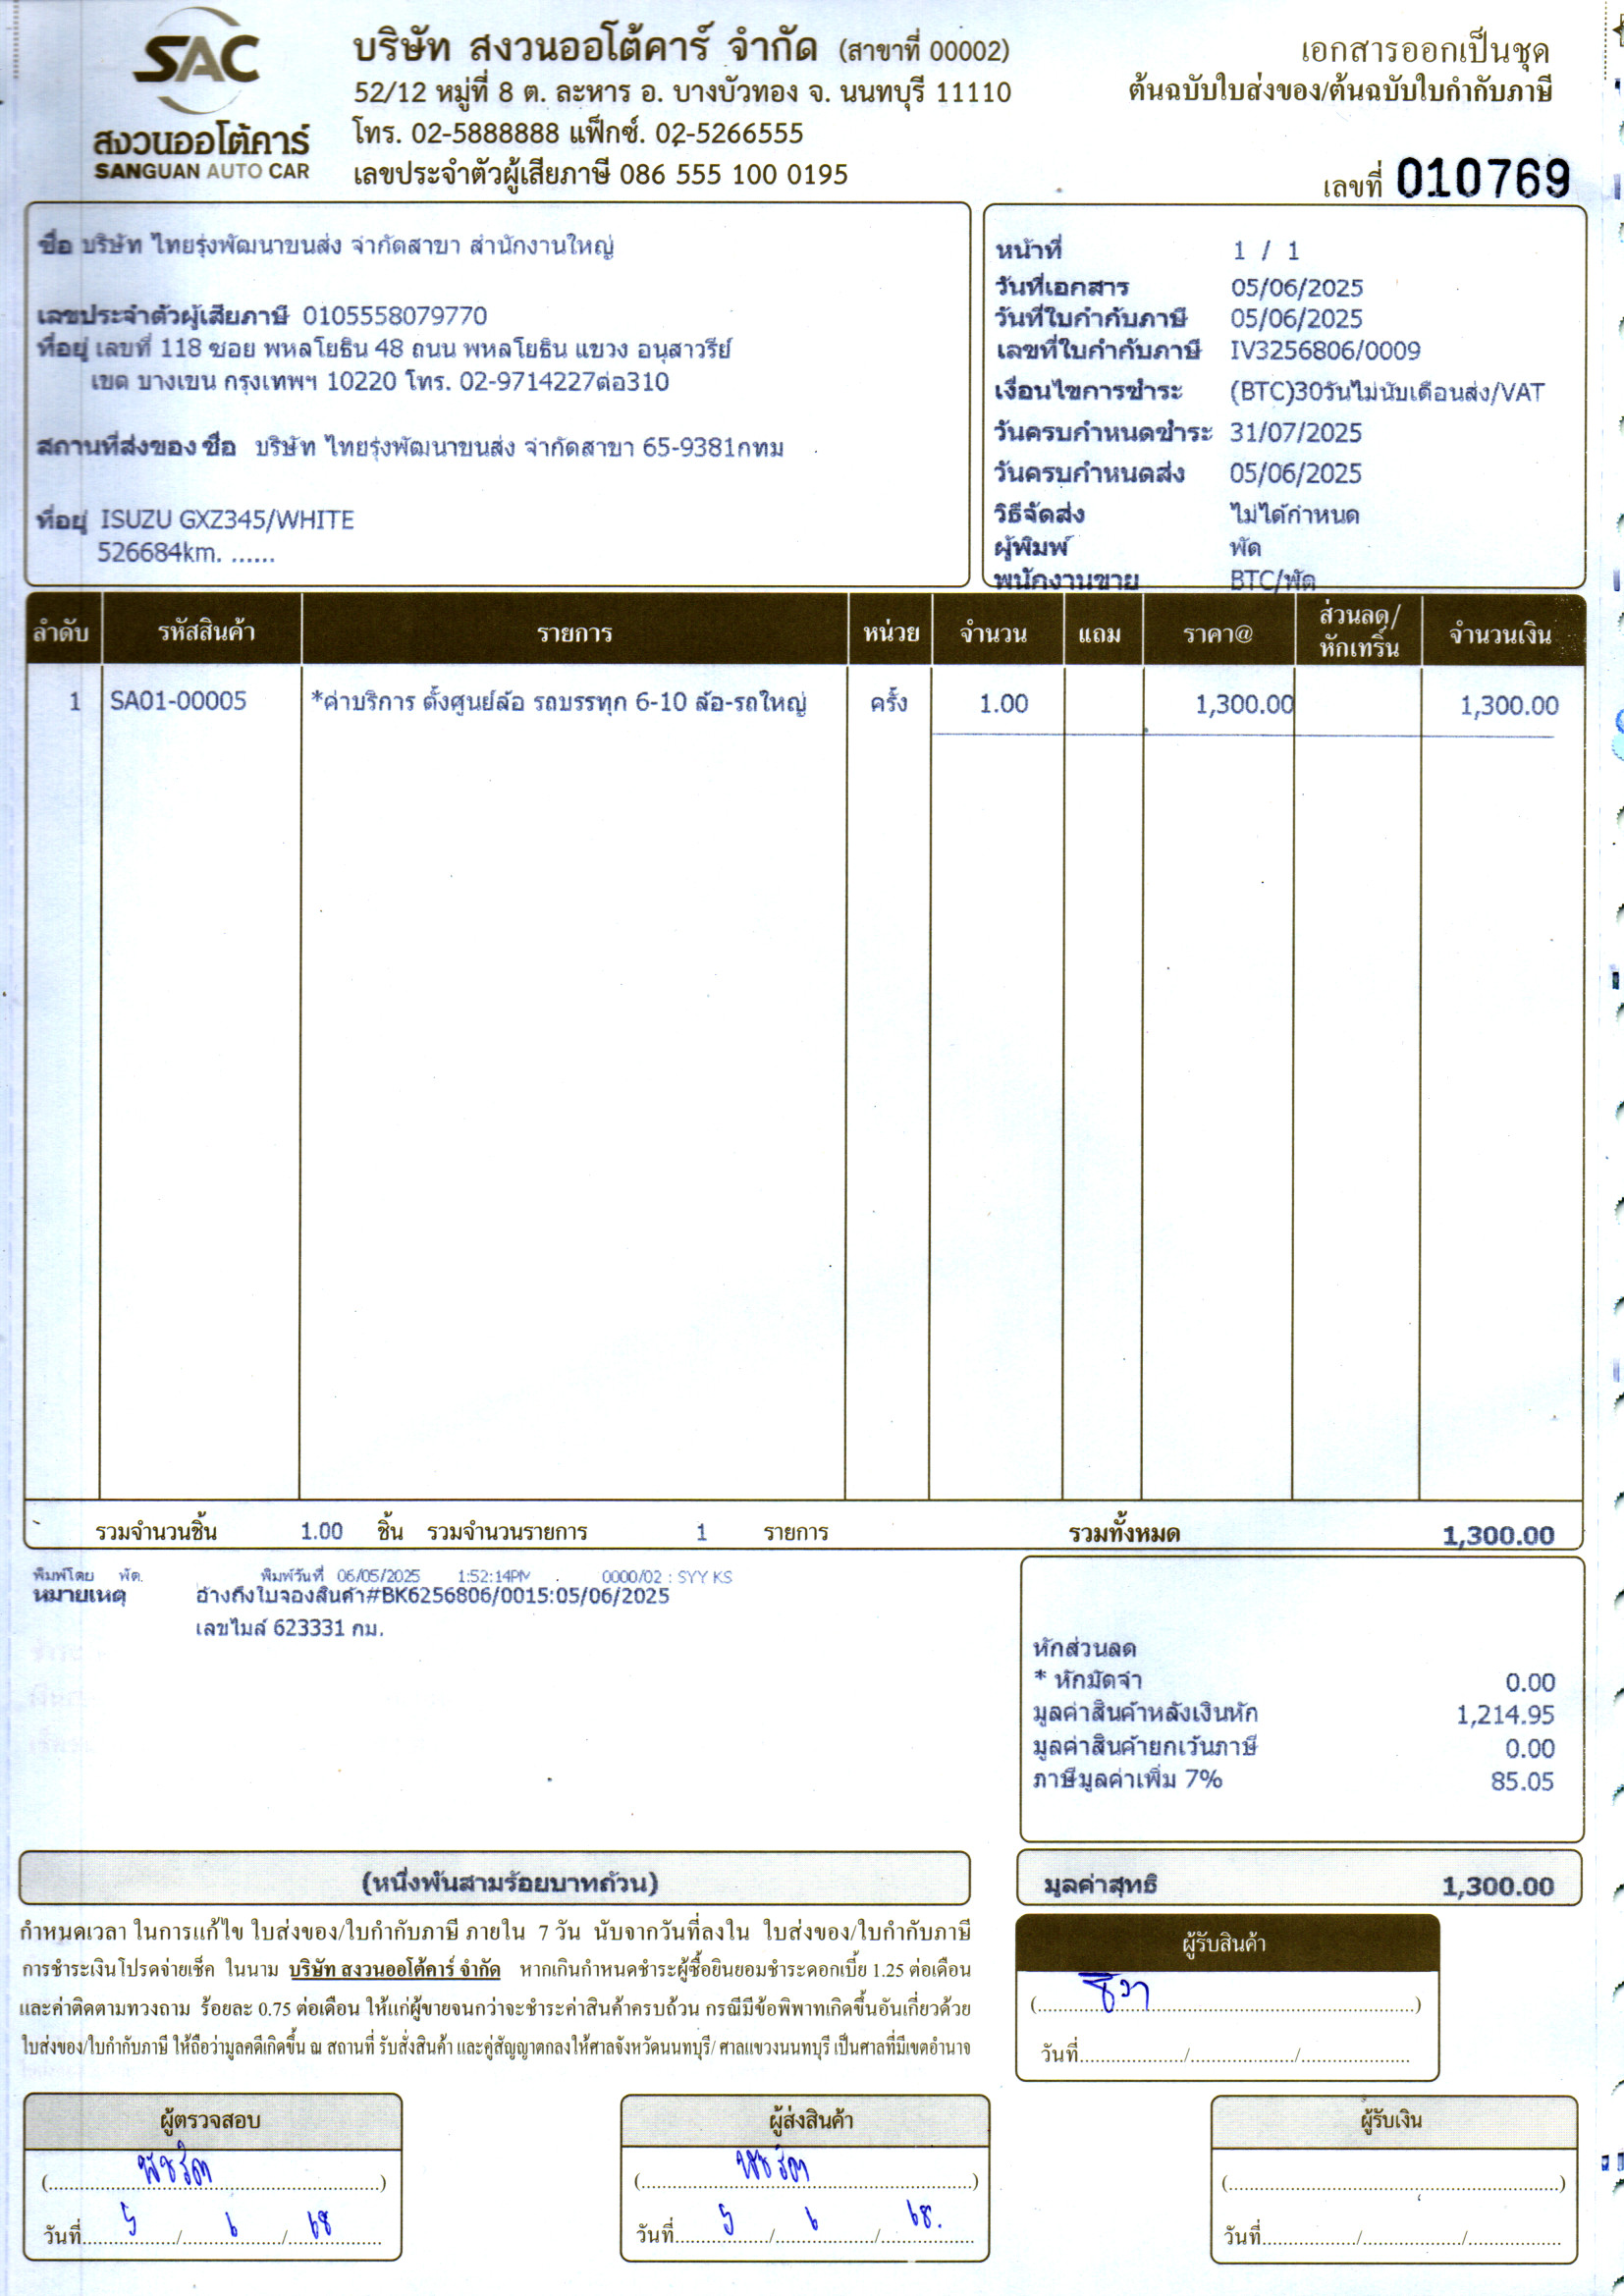 SAC
สงวนออโต้คาร์
SANGUAN AUTO CAR
บริษัท สงวนออโต้คาร์ จำกัด (สาขาที่ 00002)
52/12 หมู่ที่ 8 ต. ละหาร อ. บางบัวทอง จ. นนทบุรี 11110
โทร. 02-5888888 แฟ็กซ์. 02-5266555
เลขประจำตัวผู้เสียภาษี 086 555 100 0195
เอกสารออกเป็นชุด
ต้นฉบับใบส่งของ/ต้นฉบับใบกำกับภาษี
เลขที่ 010769
ชื่อ บริษัท ไทยรุ่งพัฒนาขนส่ง จำกัดสาขา สำนักงานใหญ่
เลขประจำตัวผู้เสียภาษี 0105558079770
ที่อยู่ เลขที่ 118 ซอย พหลโยธิน 48 ถนน พหลโยธิน แขวง อนุสาวรีย์
เขต บางเขน กรุงเทพฯ 10220 โทร. 02-9714227ต่อ310
สถานที่ส่งของ ชื่อ บริษัท ไทยรุ่งพัฒนาขนส่ง จำกัดสาขา 65-9381กทม
ที่อยู่ ISUZU GXZ345/WHITE
526684km. ......
หน้าที่ 1 / 1
วันที่เอกสาร 05/06/2025
วันที่ใบกำกับภาษี 05/06/2025
เลขที่ใบกำกับภาษี IV3256806/0009
เงื่อนไขการชำระ (BTC)30วันไม่นับเดือนส่ง/VAT
วันครบกำหนดชำระ 31/07/2025
วันครบกำหนดส่ง 05/06/2025
วิธีจัดส่ง ไม่ได้กำหนด
ผู้พิมพ์ พัด
พนักงานขาย BTC/พัด
ลำดับ รหัสสินค้า รายการ หน่วย จำนวน แถม ราคา@ ส่วนลด/หักเทริ์น จำนวนเงิน
1 SA01-00005 *ค่าบริการ ตั้งศูนย์ล้อ รถบรรทุก 6-10 ล้อ-รถใหญ่ ครั้ง 1.00 1,300.00 1,300.00
รวมจำนวนชิ้น 1.00 ชิ้น รวมจำนวนรายการ 1 รายการ รวมทั้งหมด 1,300.00
พิมพ์โดย พัด. พิมพ์วันที่ 06/05/2025 1:52:14PM 0000/02 : SYY KS
หมายเหตุ อ้างถึงใบจองสินค้า#BK6256806/0015:05/06/2025
เลขไมล์ 623331 กม.
หักส่วนลด
* หักมัดจำ 0.00
มูลค่าสินค้าหลังเงินหัก 1,214.95
มูลค่าสินค้ายกเว้นภาษี 0.00
ภาษีมูลค่าเพิ่ม 7% 85.05
(หนึ่งพันสามร้อยบาทถ้วน)
มูลค่าสุทธิ 1,300.00
กำหนดเวลา ในการแก้ไข ใบส่งของ/ใบกำกับภาษี ภายใน 7 วัน นับจากวันที่ลงใน ใบส่งของ/ใบกำกับภาษี
การชำระเงินโปรดจ่ายเช็ค ในนาม บริษัท สงวนออโต้คาร์ จำกัด หากเกินกำหนดชำระผู้ซื้อยินยอมชำระดอกเบี้ย 1.25 ต่อเดือน
และค่าติดตามทวงถาม ร้อยละ 0.75 ต่อเดือน ให้แก่ผู้ขายจนกว่าจะชำระค่าสินค้าครบถ้วน กรณีมีข้อพิพาทเกิดขึ้นอันเกี่ยวด้วย
ใบส่งของ/ใบกำกับภาษี ให้ถือว่ามูลคดีเกิดขึ้น ณ สถานที่ รับสั่งสินค้า และคู่สัญญาตกลงให้ศาลจังหวัดนนทบุรี/ ศาลแขวงนนทบุรี เป็นศาลที่มีเขตอำนาจ
ผู้รับสินค้า
วันที่
ผู้ตรวจสอบ
วันที่ 5 / 6 / 68
ผู้ส่งสินค้า
วันที่ 5 / 6 / 68.
ผู้รับเงิน
วันที่